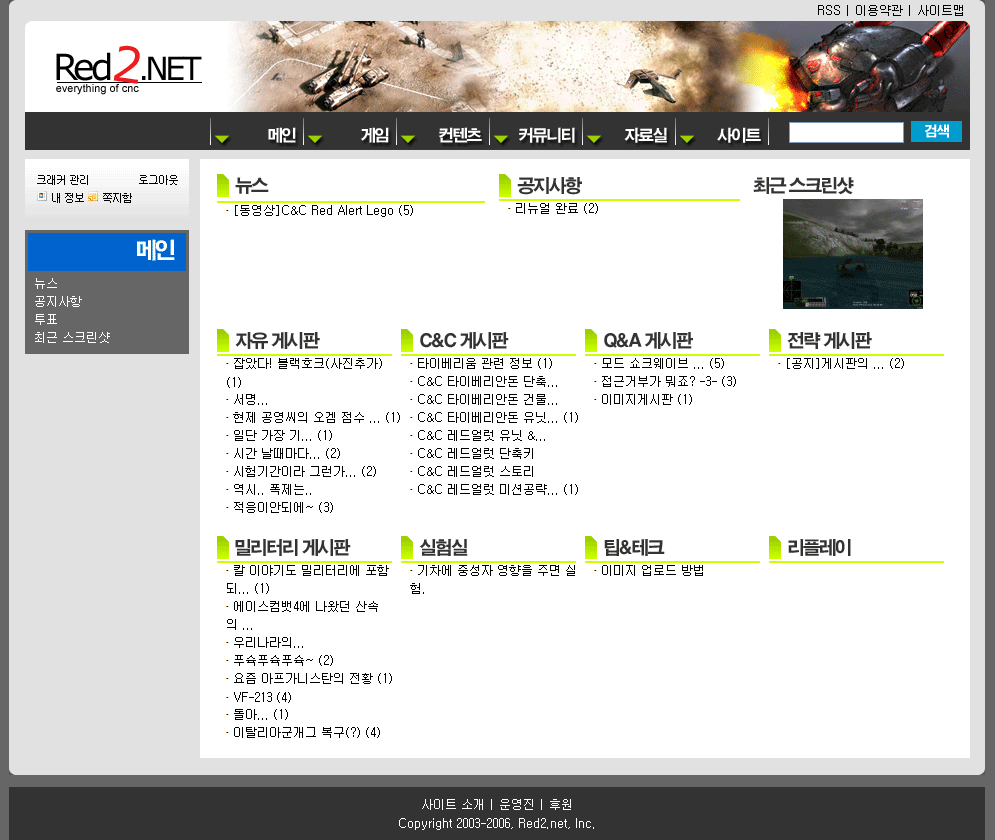 RSS | 이용약관 | 사이트맵
Red2.NET
everything of cnc
메인 게임 컨텐츠 커뮤니티 자료실 사이트 검색
크래커 관리 로그아웃
내 정보 쪽지함
메인
뉴스
공지사항
투표
최근 스크린샷
뉴스
· [동영상]C&C Red Alert Lego (5)
공지사항
· 리뉴얼 완료 (2)
최근 스크린샷
자유 게시판
· 잡았다! 블랙호크(사진추가)
(1)
· 서명...
· 현제 공영씨의 오겜 점수 ... (1)
· 일단 가장 기... (1)
· 시간 날때마다... (2)
· 시험기간이라 그런가... (2)
· 역시.. 폭제는..
· 적응이안되에~ (3)
C&C 게시판
· 타이베리움 관련 정보 (1)
· C&C 타이베리안돈 단축...
· C&C 타이베리안돈 건물...
· C&C 타이베리안돈 유닛... (1)
· C&C 레드얼럿 유닛 &...
· C&C 레드얼럿 단축키
· C&C 레드얼럿 스토리
· C&C 레드얼럿 미션공략... (1)
Q&A 게시판
· 모드 쇼크웨이브 ... (5)
· 접근거부가 뭐죠? -3- (3)
· 이미지게시판 (1)
전략 게시판
· [공지]게시판의 ... (2)
밀리터리 게시판
· 칼 이야기도 밀리터리에 포함
되... (1)
· 에이스컴뱃4에 나왔던 산속
의 ...
· 우리나라의...
· 푸슉푸슉푸슉~ (2)
· 요즘 아프가니스탄의 전황 (1)
· VF-213 (4)
· 돌아... (1)
· 이탈리아군개그 복구(?) (4)
실험실
· 기차에 중성자 영향을 주면 실
험.
팁&테크
· 이미지 업로드 방법
리플레이
사이트 소개 | 운영진 | 후원
Copyright 2003-2006, Red2.net, Inc.